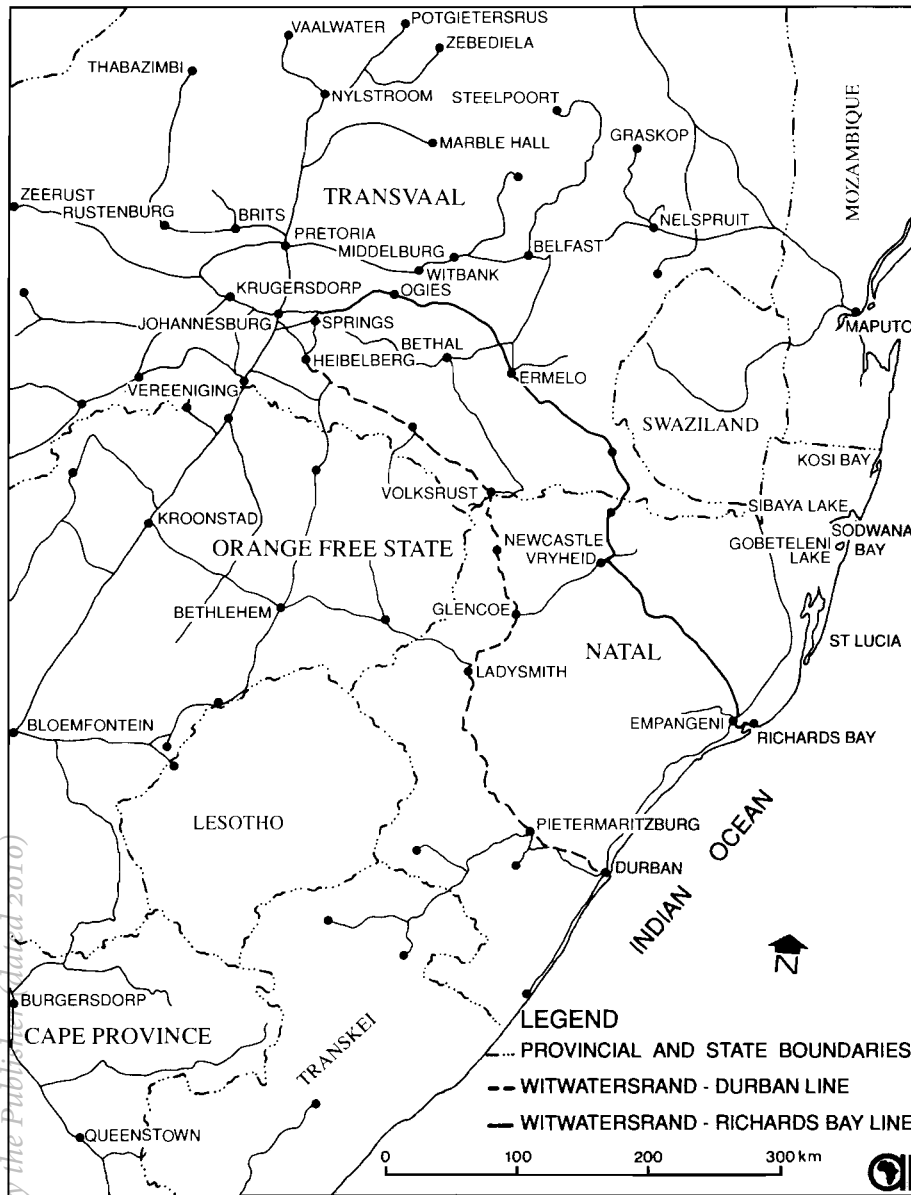 POTGIETERSRUS
VAALWATER
ZEBEDIELA
THABAZIMBI
NYLSTROOM
STEELPOORT
MOZAMBIQUE
GRASKOP
MARBLE HALL
ZEERUST
TRANSVAAL
RUSTENBURG
BRITS
NELSPRUIT
PRETORIA
MIDDELBURG
BELFAST
WITBANK
KRUGERSDORP
OGIES
JOHANNESBURG
SPRINGS
MAPUTO
BETHAL
HEIBELBERG
ERMELO
VEREENIGING
SWAZILAND
KOSI BAY
VOLKSRUST
SIBAYA LAKE
KROONSTAD
SODWANA
BAY
NEWCASTLE
GOBETELENI
LAKE
ORANGE FREE STATE
VRYHEID
BETHLEHEM
GLENCOE
ST LUCIA
NATAL
LADYSMITH
BLOEMFONTEIN
EMPANGENI
RICHARDS BAY
LESOTHO
PIETERMARITZBURG
INDIAN OCEAN
DURBAN
N
BURGERSDORP
CAPE PROVINCE
TRANSKEI
QUEENSTOWN
LEGEND
PROVINCIAL AND STATE BOUNDARIES
WITWATERSRAND - DURBAN LINE
WITWATERSRAND - RICHARDS BAY LINE
0 100 200 300 km
y the Publisher (dated 2010)